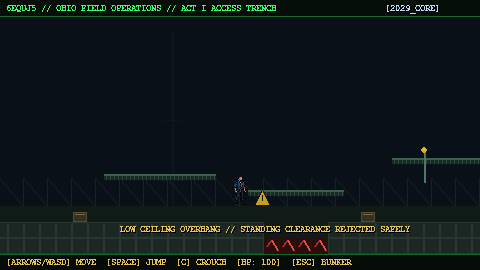 6EQUJ5 // OHIO FIELD OPERATIONS // ACT I ACCESS TRENCH
[2029_CORE]
LOW CEILING OVERHANG // STANDING CLEARANCE REJECTED SAFELY
[ARROWS/WASD] MOVE [SPACE] JUMP [C] CROUCH [HP: 100] [ESC] BUNKER